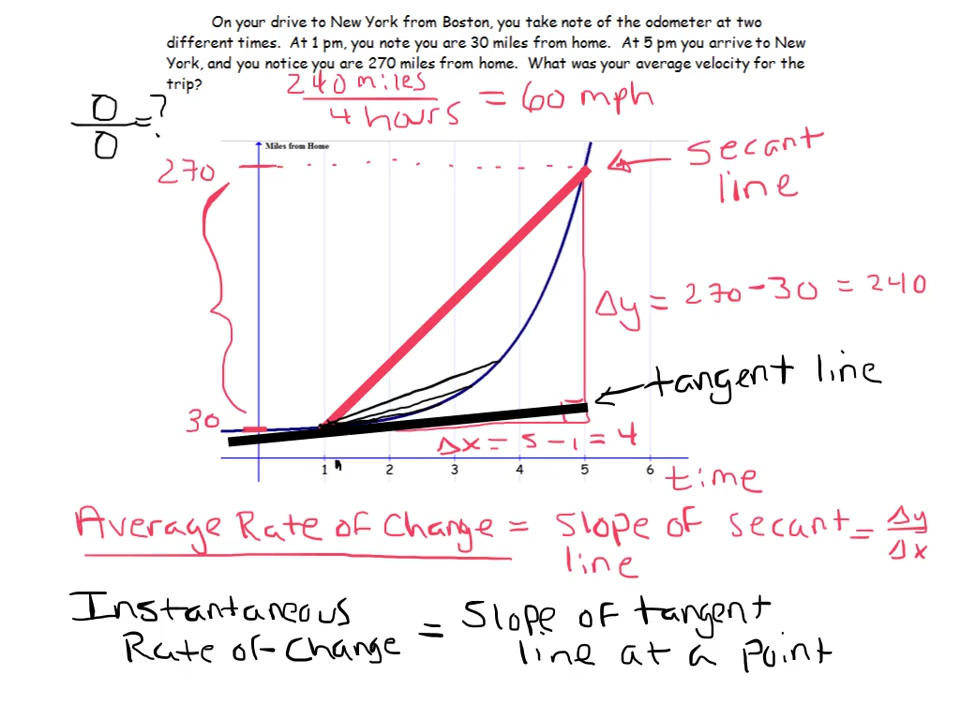 On your drive to New York from Boston, you take note of the odometer at two
different times. At 1 pm, you note you are 30 miles from home. At 5 pm you arrive to New
York, and you notice you are 270 miles from home. What was your average velocity for the
trip?
240 miles
4 hours
= 60 mph
0
0
= ?
Miles from Home
270
secant
line
Δy = 270 - 30 = 240
tangent line
30
Δx = 5 - 1 = 4
1 2 3 4 5 6
time
Average Rate of Change = Slope of secant = Δy
line Δx
Instantaneous = Slope of tangent
Rate of Change line at a point